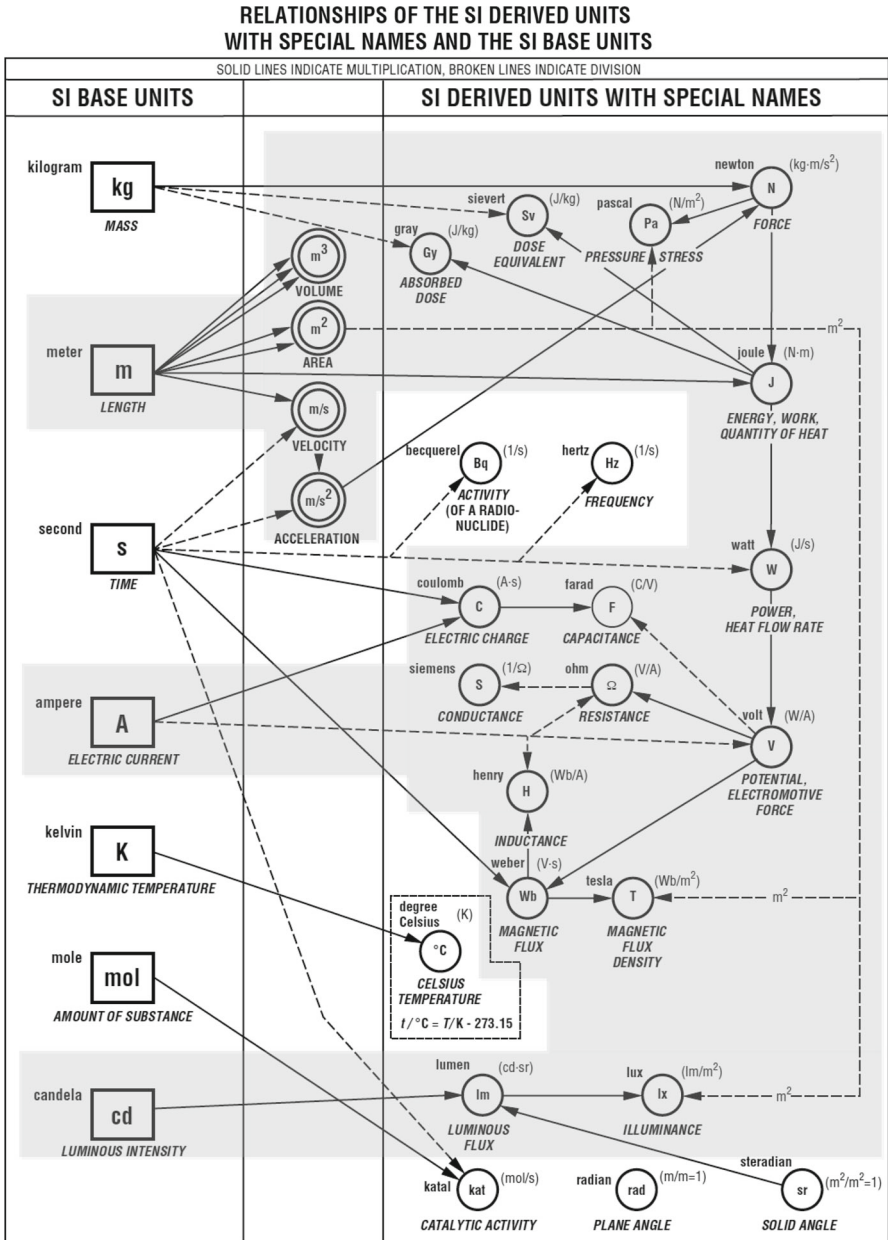 RELATIONSHIPS OF THE SI DERIVED UNITS
WITH SPECIAL NAMES AND THE SI BASE UNITS
SOLID LINES INDICATE MULTIPLICATION, BROKEN LINES INDICATE DIVISION
SI BASE UNITS
SI DERIVED UNITS WITH SPECIAL NAMES
kilogram
kg
MASS
newton
(kg·m/s²)
N
FORCE
sievert
(J/kg)
Sv
DOSE
EQUIVALENT
pascal
(N/m²)
Pa
PRESSURE STRESS
gray
(J/kg)
Gy
ABSORBED
DOSE
m³
VOLUME
m²
AREA
m²
meter
m
LENGTH
joule
(N·m)
J
ENERGY, WORK,
QUANTITY OF HEAT
m/s
VELOCITY
becquerel
(1/s)
Bq
ACTIVITY
(OF A RADIO-
NUCLIDE)
hertz
(1/s)
Hz
FREQUENCY
m/s²
ACCELERATION
second
s
TIME
watt
(J/s)
W
POWER,
HEAT FLOW RATE
coulomb
(A·s)
C
ELECTRIC CHARGE
farad
(C/V)
F
CAPACITANCE
siemens
(1/Ω)
S
CONDUCTANCE
ohm
(V/A)
Ω
RESISTANCE
ampere
A
ELECTRIC CURRENT
volt
(W/A)
V
POTENTIAL,
ELECTROMOTIVE
FORCE
henry
(Wb/A)
H
INDUCTANCE
kelvin
K
THERMODYNAMIC TEMPERATURE
weber
(V·s)
Wb
MAGNETIC
FLUX
tesla
(Wb/m²)
T
MAGNETIC
FLUX
DENSITY
m²
degree
Celsius
(K)
°C
CELSIUS
TEMPERATURE
t/°C = T/K - 273.15
mole
mol
AMOUNT OF SUBSTANCE
candela
cd
LUMINOUS INTENSITY
lumen
(cd·sr)
lm
LUMINOUS
FLUX
lux
(lm/m²)
lx
ILLUMINANCE
m²
katal
(mol/s)
kat
CATALYTIC ACTIVITY
radian
(m/m=1)
rad
PLANE ANGLE
steradian
(m²/m²=1)
sr
SOLID ANGLE